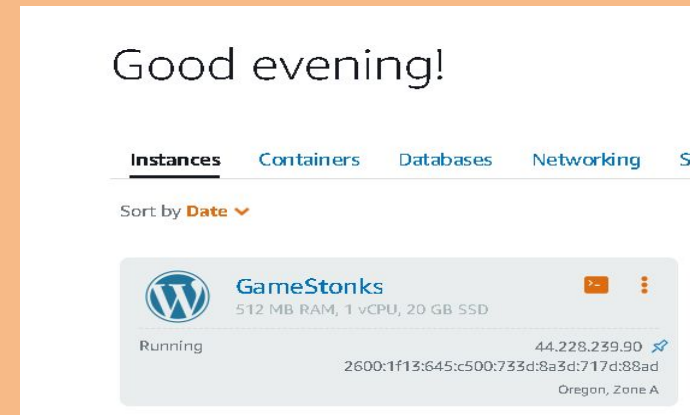 Good evening!
Instances Containers Databases Networking S
Sort by Date
GameStonks
512 MB RAM, 1 vCPU, 20 GB SSD
Running 44.228.239.90
2600:1f13:645:c500:733d:8a3d:717d:88ad
Oregon, Zone A